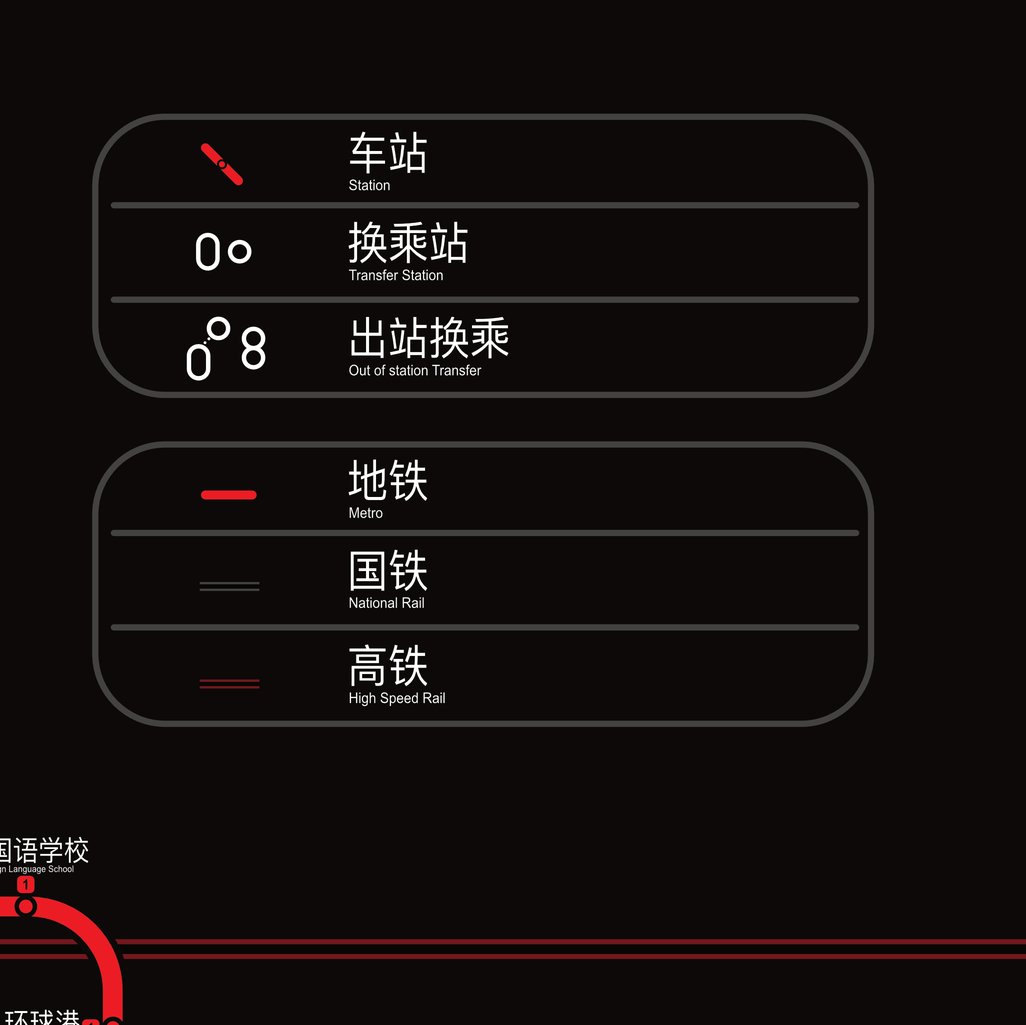 车站
Station
换乘站
Transfer Station
出站换乘
Out of station Transfer
地铁
Metro
国铁
National Rail
高铁
High Speed Rail
国语学校
gn Language School
1
环球港